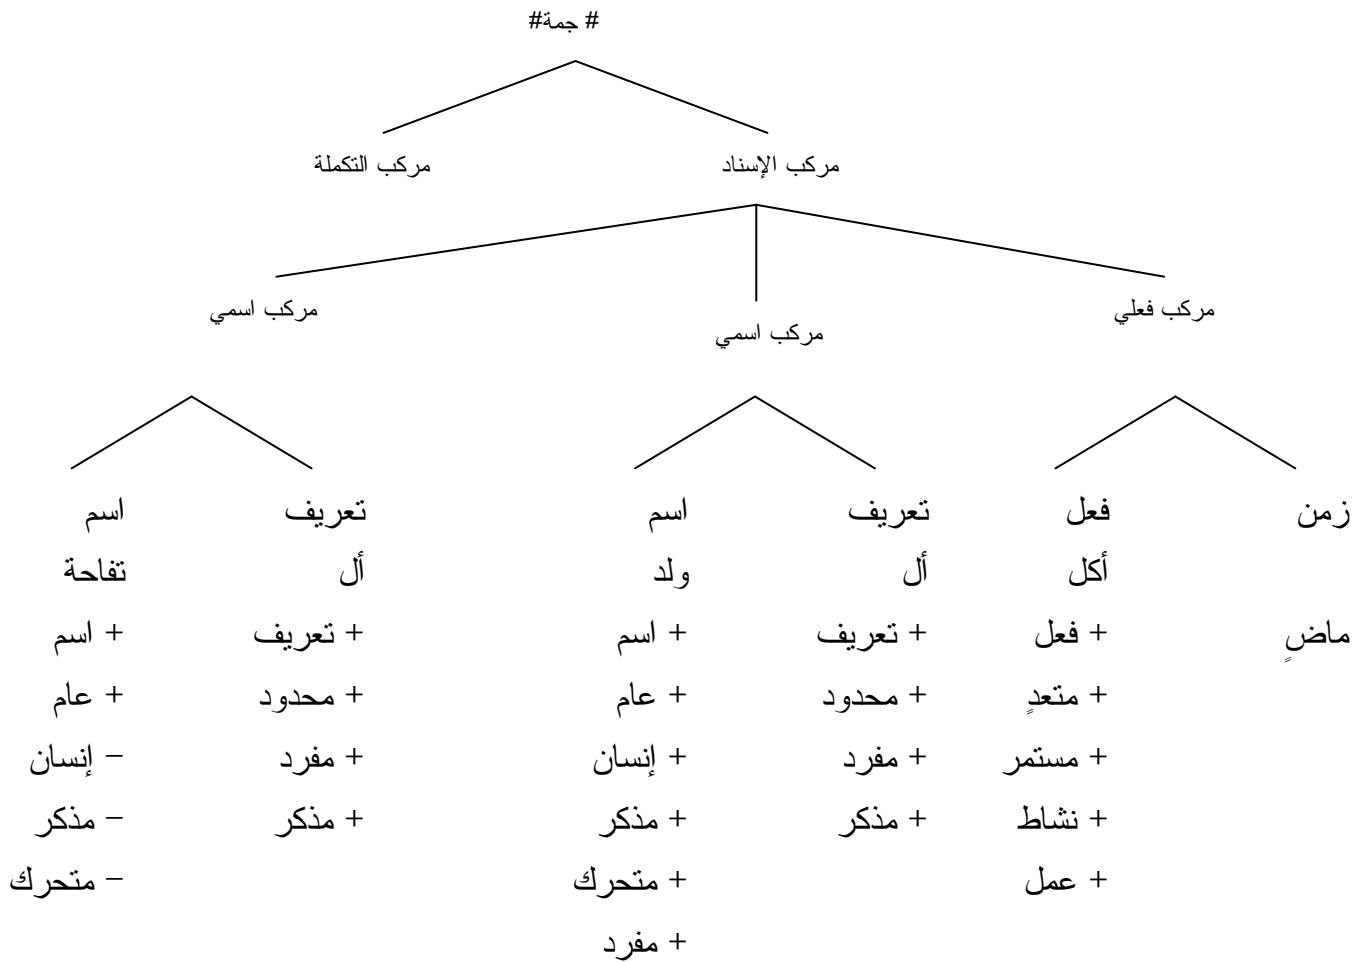 # جمة#
مركب الإسناد مركب التكملة
مركب فعلي مركب اسمي مركب اسمي
زمن فعل تعريف اسم تعريف اسم
أكل أل ولد أل تفاحة
ماضٍ + فعل + تعريف + اسم + تعريف + اسم
+ متعدٍ + محدود + عام + محدود + عام
+ مستمر + مفرد + إنسان + مفرد – إنسان
+ نشاط + مذكر + مذكر + مذكر – مذكر
+ عمل + متحرك – متحرك
+ مفرد